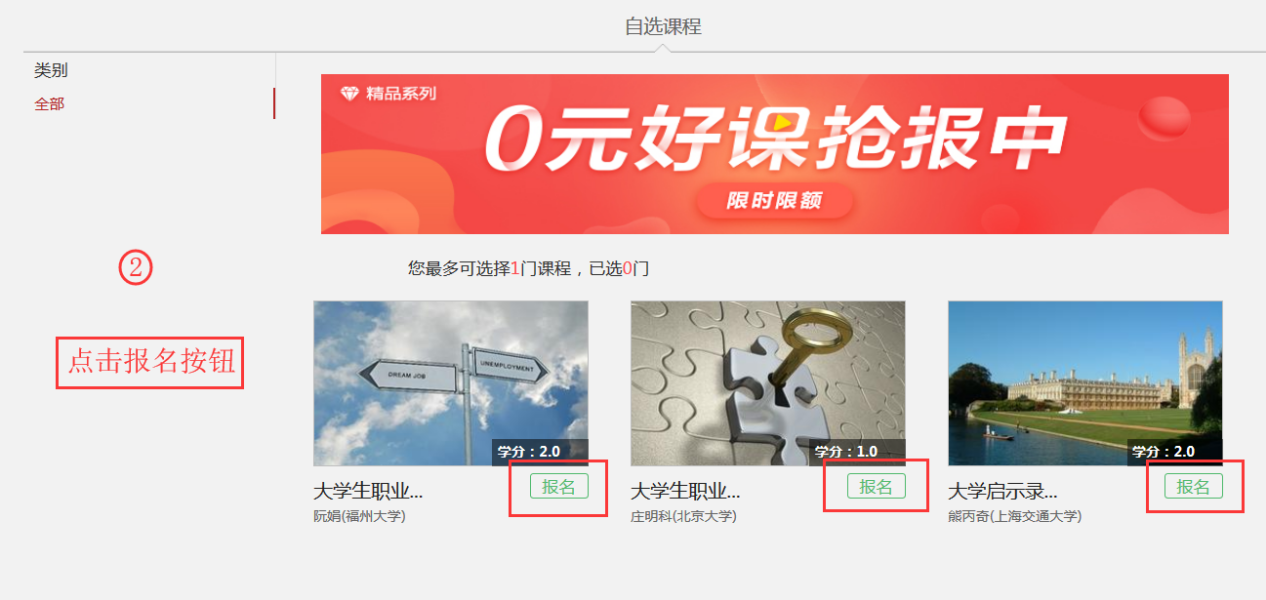 自选课程
类别
全部
精品系列
0元好课抢报中
限时限额
②
点击报名按钮
您最多可选择1门课程，已选0门
DREAM JOB
UNEMPLOYMENT
学分：2.0
学分：1.0
学分：2.0
大学生职业...
报名
大学生职业...
报名
大学启示录...
报名
阮娟(福州大学)
庄明科(北京大学)
熊丙奇(上海交通大学)